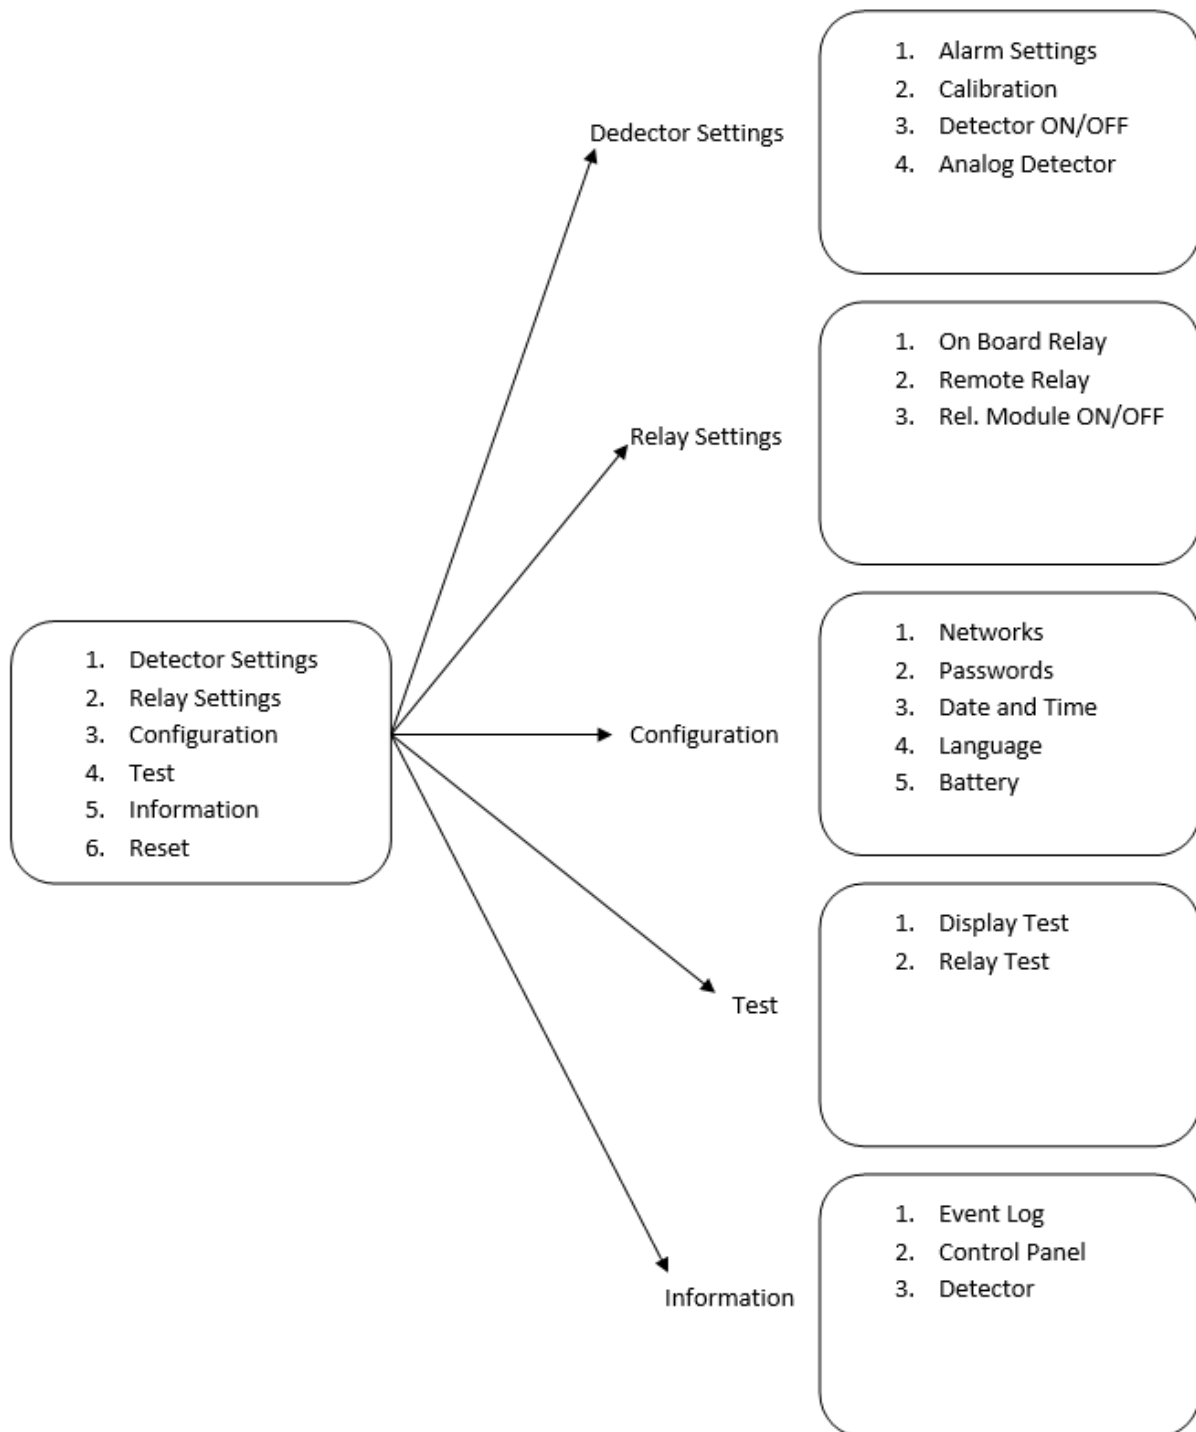 Dedector Settings
1. Alarm Settings
2. Calibration
3. Detector ON/OFF
4. Analog Detector
Relay Settings
1. On Board Relay
2. Remote Relay
3. Rel. Module ON/OFF
1. Detector Settings
2. Relay Settings
3. Configuration
4. Test
5. Information
6. Reset
Configuration
1. Networks
2. Passwords
3. Date and Time
4. Language
5. Battery
Test
1. Display Test
2. Relay Test
Information
1. Event Log
2. Control Panel
3. Detector